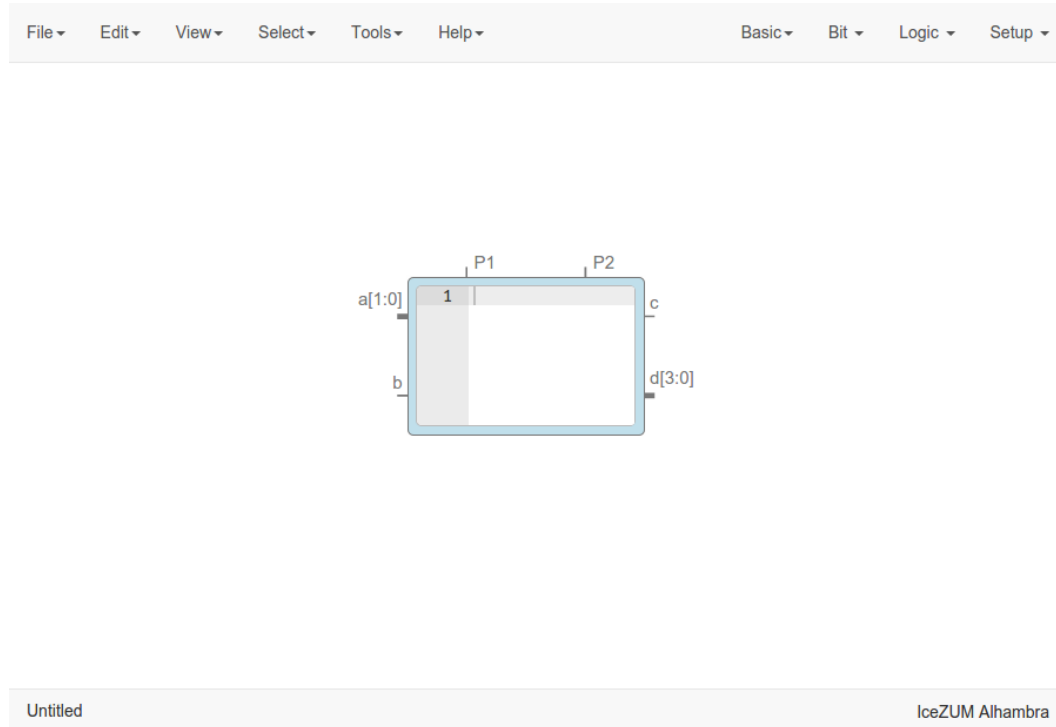 File Edit View Select Tools Help Basic Bit Logic Setup
P1 P2
a[1:0] 1 c
b d[3:0]
Untitled IceZUM Alhambra